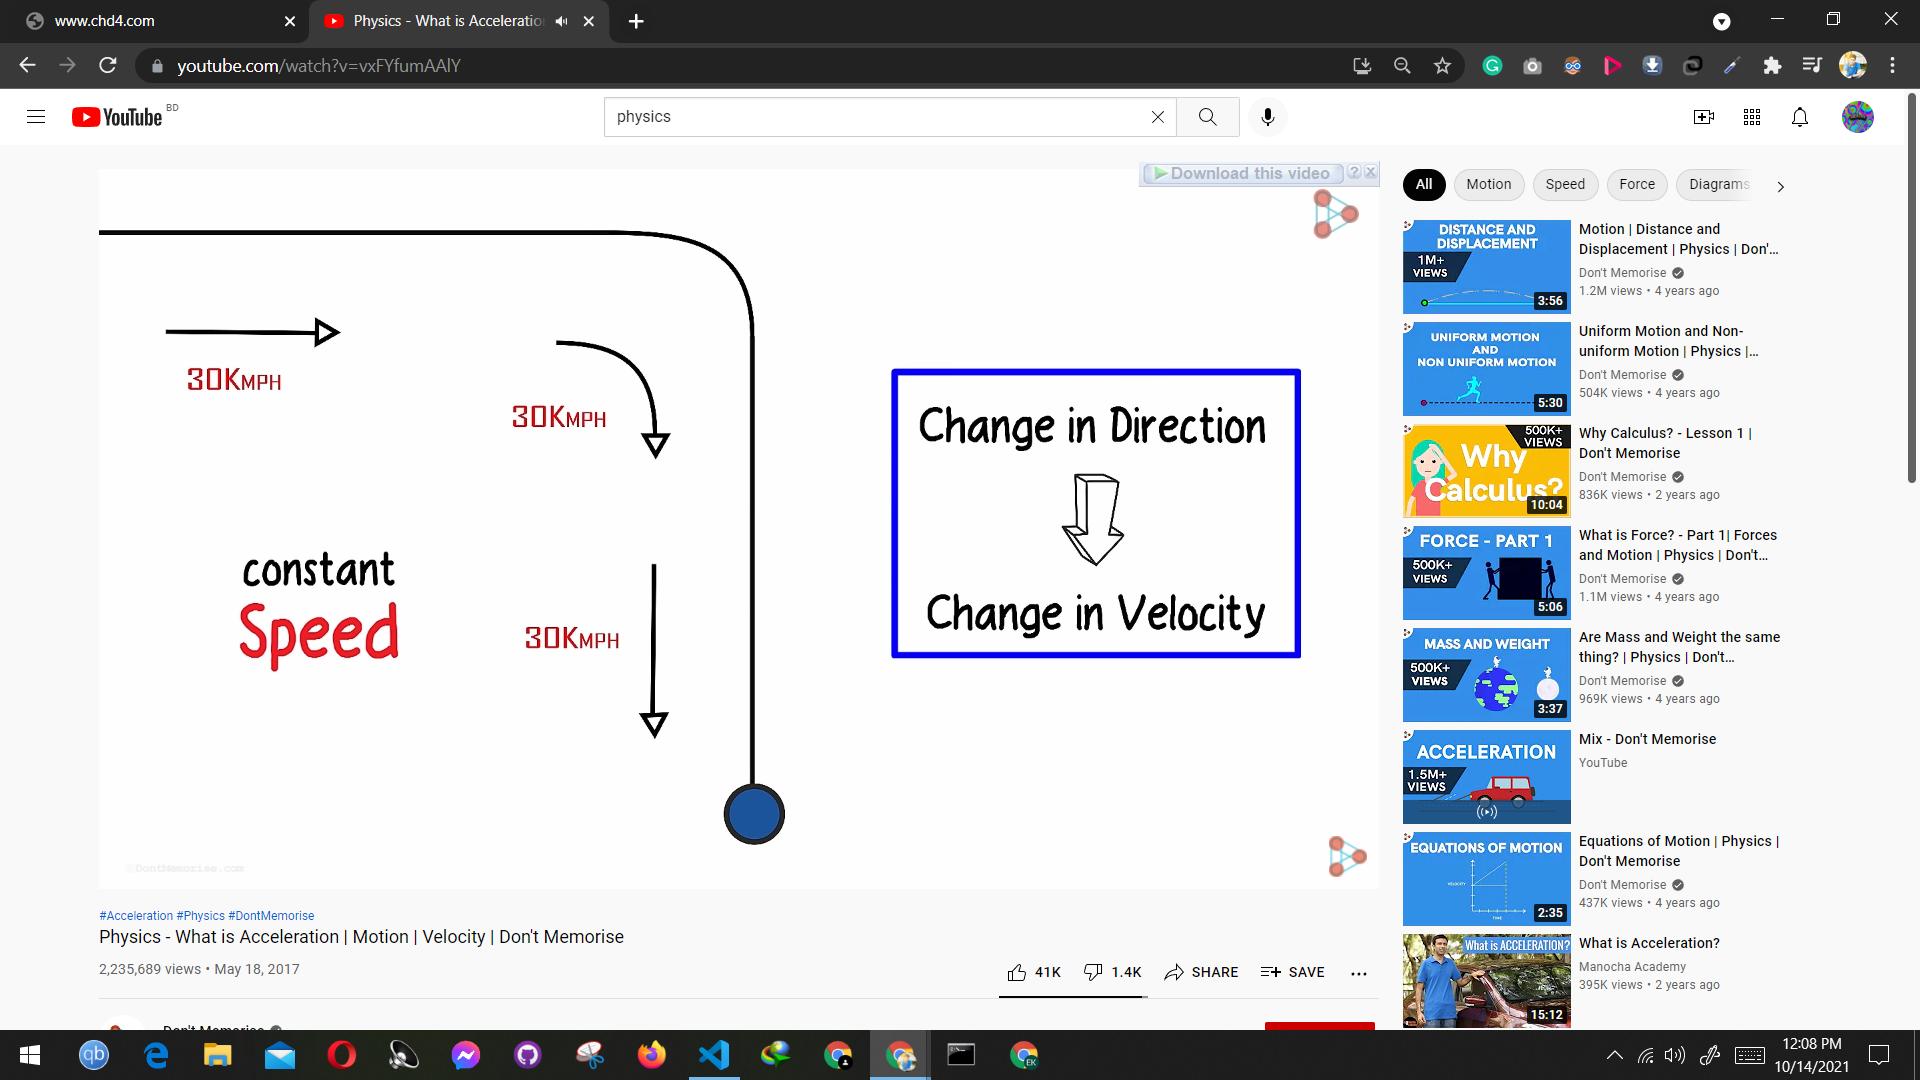 www.chd4.com
Physics - What is Acceleratio
youtube.com/watch?v=vxFYfumAAlY
YouTube BD
physics
Download this video
30KMPH
30KMPH
constant
Speed
30KMPH
Change in Direction
Change in Velocity
©DontMemorise.com
#Acceleration #Physics #DontMemorise
Physics - What is Acceleration | Motion | Velocity | Don't Memorise
2,235,689 views • May 18, 2017
41K
1.4K
SHARE
SAVE
Don't Memorise
All
Motion
Speed
Force
Diagrams
DISTANCE AND
DISPLACEMENT
1M+
VIEWS
3:56
Motion | Distance and
Displacement | Physics | Don'...
Don't Memorise
1.2M views • 4 years ago
UNIFORM MOTION
AND
NON UNIFORM MOTION
5:30
Uniform Motion and Non-
uniform Motion | Physics |...
Don't Memorise
504K views • 4 years ago
500K+
VIEWS
Why
Calculus?
10:04
Why Calculus? - Lesson 1 |
Don't Memorise
Don't Memorise
836K views • 2 years ago
FORCE - PART 1
500K+
VIEWS
5:06
What is Force? - Part 1| Forces
and Motion | Physics | Don't...
Don't Memorise
1.1M views • 4 years ago
MASS AND WEIGHT
500K+
VIEWS
3:37
Are Mass and Weight the same
thing? | Physics | Don't...
Don't Memorise
969K views • 4 years ago
ACCELERATION
1.5M+
VIEWS
Mix - Don't Memorise
YouTube
EQUATIONS OF MOTION
VELOCITY
TIME
2:35
Equations of Motion | Physics |
Don't Memorise
Don't Memorise
437K views • 4 years ago
What is ACCELERATION?
15:12
What is Acceleration?
Manocha Academy
395K views • 2 years ago
qb
EK
12:08 PM
10/14/2021